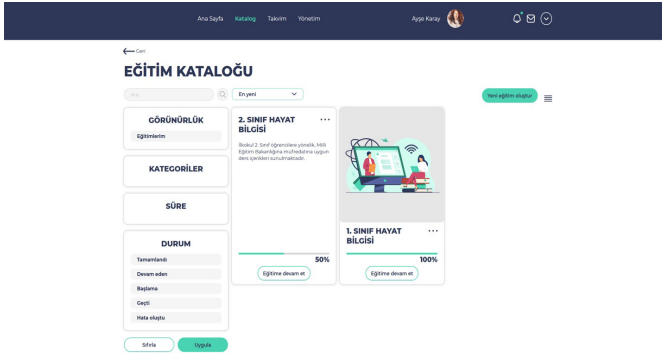 Ana Sayfa Katalog Takvim Yönetim Ayşe Karay
Geri
EĞİTİM KATALOĞU
Ara
En yeni
Yeni eğitim oluştur
GÖRÜNÜRLÜK
Eğitimlerim
KATEGORİLER
SÜRE
DURUM
Tamamlandı
Devam eden
Başlama
Geçti
Hata oluştu
Sıfırla
Uygula
2. SINIF HAYAT
BİLGİSİ
İlkokul 2. Sınıf öğrencilere yönelik, Milli
Eğitim Bakanlığına müfredatına uygun
ders içerikleri sunulmaktadır.
50%
Eğitime devam et
1. SINIF HAYAT
BİLGİSİ
100%
Eğitime devam et